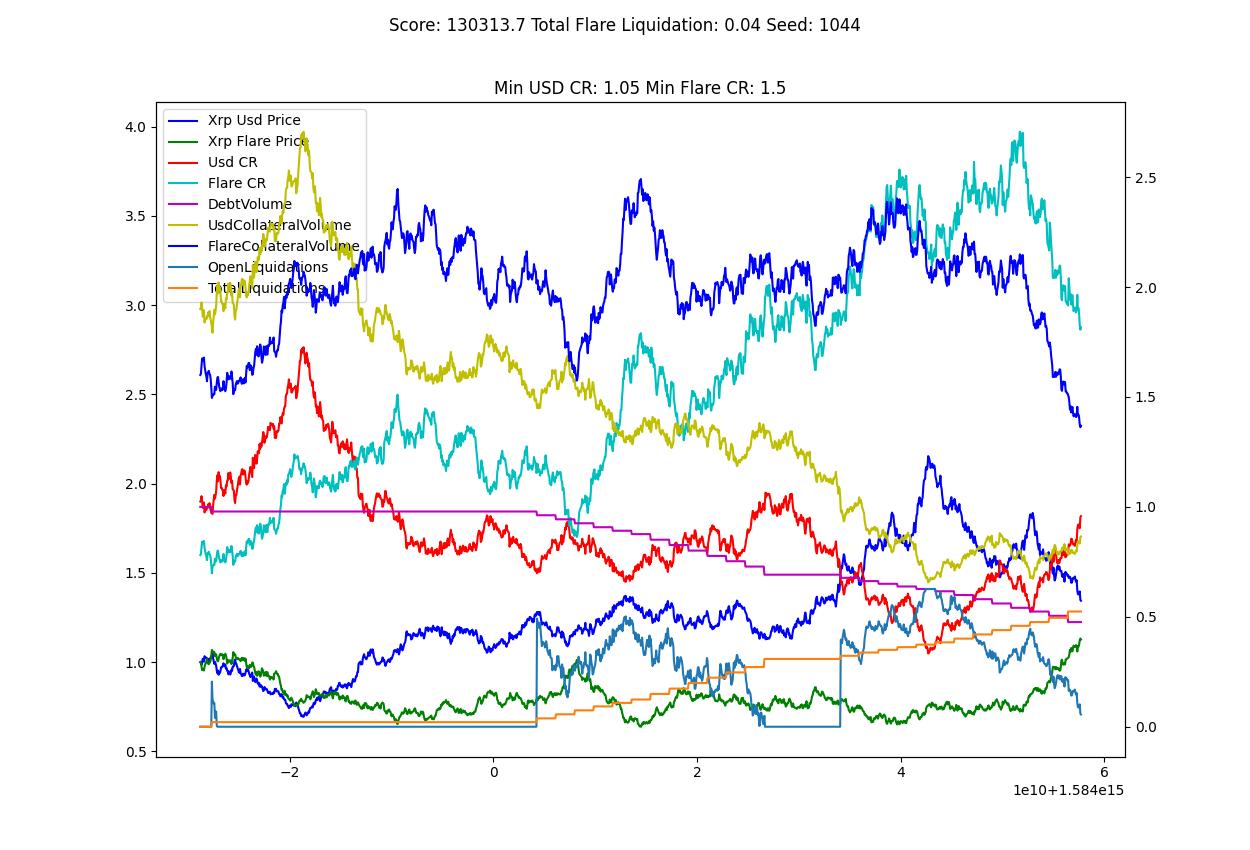 Score: 130313.7 Total Flare Liquidation: 0.04 Seed: 1044
Min USD CR: 1.05 Min Flare CR: 1.5
Xrp Usd Price
Xrp Flare Price
Usd CR
Flare CR
DebtVolume
UsdCollateralVolume
FlareCollateralVolume
OpenLiquidations
TotalLiquidations
4.0
3.5
3.0
2.5
2.0
1.5
1.0
0.5
2.5
2.0
1.5
1.0
0.5
0.0
−2
0
2
4
6
1e10+1.584e15